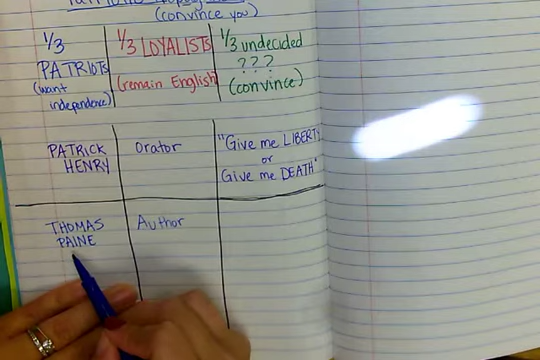 (convince you)
1/3
PATRIOTS
(want
independence)
1/3 LOYALISTS
(remain English)
1/3 undecided
? ? ?
(convince)
PATRICK
HENRY
Orator
"Give me LIBERTY
or
Give me DEATH"
THOMAS
PAINE
Author